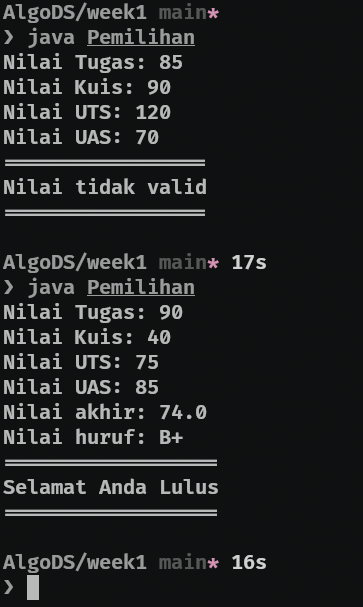 AlgoDS/week1 main*
❯ java Pemilihan
Nilai Tugas: 85
Nilai Kuis: 90
Nilai UTS: 120
Nilai UAS: 70
==================
Nilai tidak valid
==================
AlgoDS/week1 main* 17s
❯ java Pemilihan
Nilai Tugas: 90
Nilai Kuis: 40
Nilai UTS: 75
Nilai UAS: 85
Nilai akhir: 74.0
Nilai huruf: B+
===================
Selamat Anda Lulus
===================
AlgoDS/week1 main* 16s
❯